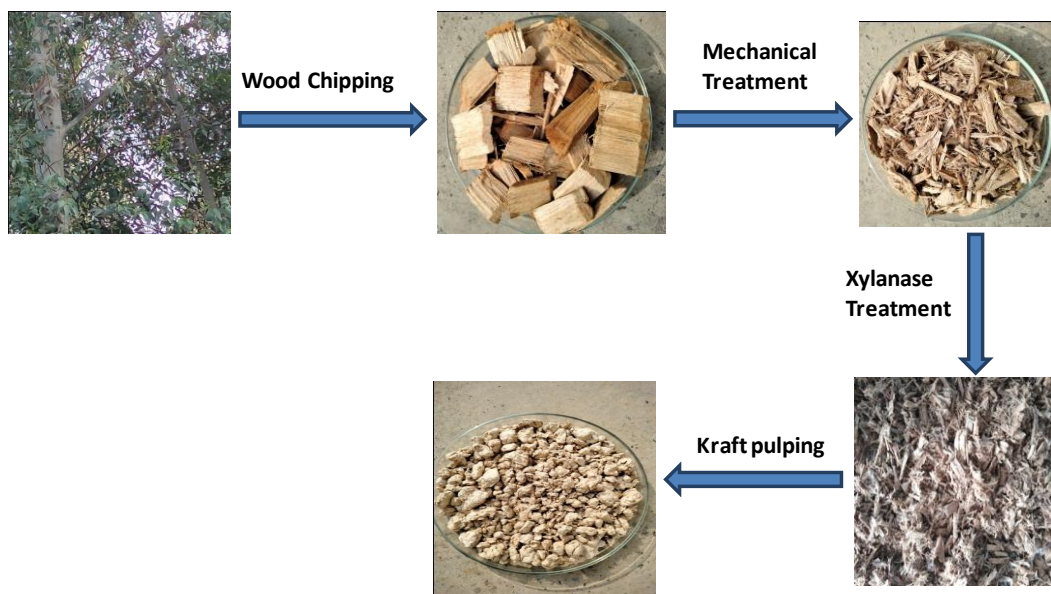 Wood Chipping
Mechanical
Treatment
Xylanase
Treatment
Kraft pulping